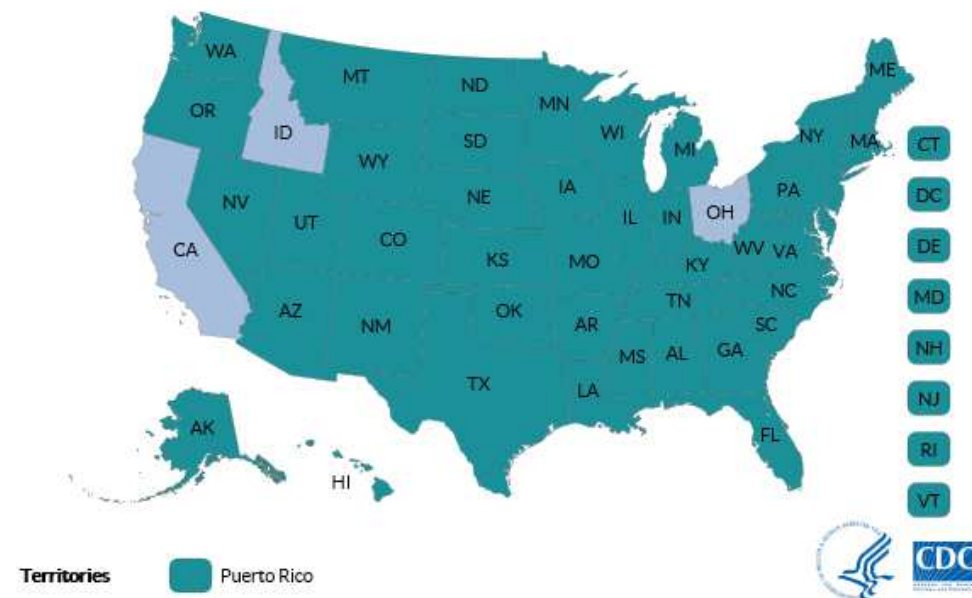 WA
MT
ND
MN
ME
OR
ID
SD
WI
MI
NY
MA
CT
WY
NV
UT
NE
IA
PA
DC
CA
CO
IL
IN
OH
KS
MO
KY
WV
VA
DE
AZ
NM
OK
AR
TN
NC
SC
MD
TX
LA
MS
AL
GA
NH
AK
FL
NJ
HI
RI
VT
Territories
Puerto Rico
CDC